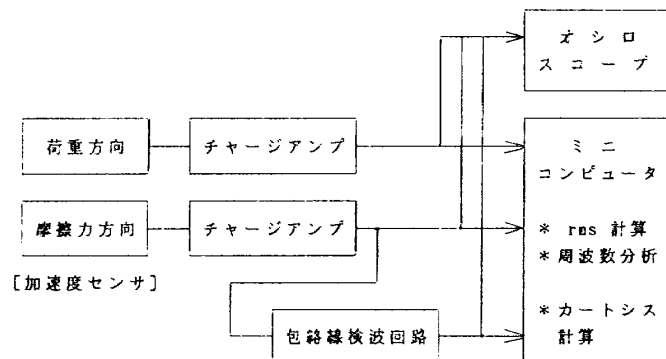 オシロ
スコープ
荷重方向
チャージアンプ
ミニ
コンピュータ
摩擦力方向
チャージアンプ
* rms 計算
* 周波数分析
[加速度センサ]
* カートシス
計算
包絡線検波回路